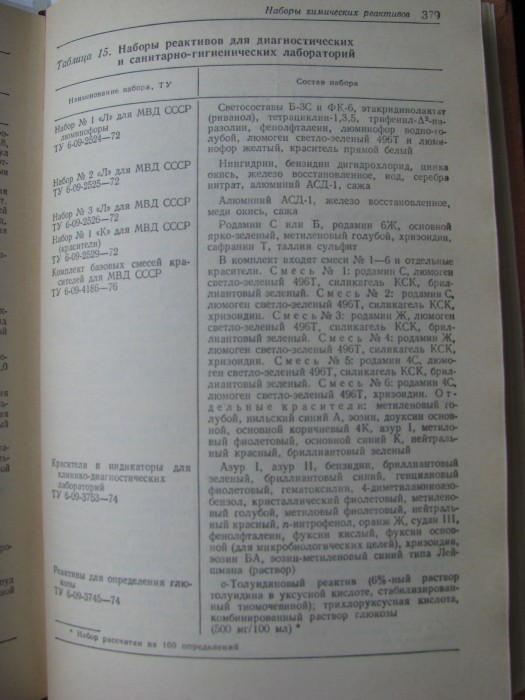 Наборы химических реактивов 379
Таблица 15. Наборы реактивов для диагностических
и санитарно-гигиенических лабораторий
Наименование набора, ТУ
Состав набора
Набор № 1 «Л» для МВД СССР
люминофоры
ТУ 6-09-2524—72
Светосоставы Б-3С и ФК-6, этакридинолактат
(риванол), тетрациклин-1,3,5, трифенил-Δ²-пи-
разолин, фенолфталеин, люминофор водно-го-
лубой, люмоген светло-зеленый 496Т и люми-
нофор желтый, краситель прямой белый
Набор № 2 «Л» для МВД СССР
ТУ 6-09-2525—72
Нингидрин, бензидин дигидрохлорид, цинка
окись, железо восстановленное, иод, серебра
нитрат, алюминий АСД-1, сажа
Набор № 3 «Л» для МВД СССР
ТУ 6-09-2526—72
Алюминий АСД-1, железо восстановленное,
меди окись, сажа
Набор № 1 «К» для МВД СССР
(красители)
ТУ 6-09-2529—72
Родамин С или Б, родамин 6Ж, основной
ярко-зеленый, метиленовый голубой, хризоидин,
сафранин Т, таллия сульфит
Комплект базовых смесей кра-
сителей для МВД СССР
ТУ 6-09-4186—76
В комплект входят смеси № 1—6 и отдельные
красители. Смесь № 1: родамин С, люмоген
светло-зеленый 496Т, силикагель КСК, брил-
лиантовый зеленый. Смесь № 2: родамин С,
люмоген светло-зеленый 496Т, силикагель КСК,
хризоидин. Смесь № 3: родамин Ж, люмоген
светло-зеленый 496Т, силикагель КСК, брил-
лиантовый зеленый. Смесь № 4: родамин Ж,
люмоген светло-зеленый 496Т, силикагель КСК,
хризоидин. Смесь № 5: родамин 4С, люмо-
ген светло-зеленый 496Т, силикагель КСК, брил-
лиантовый зеленый. Смесь № 6: родамин 4С,
люмоген светло-зеленый 496Т, хризоидин. От-
дельные красители: метиленовый го-
лубой, нильский синий А, эозин, доуксин основ-
ной, основной коричневый 4К, азур I, метило-
вый фиолетовый, основной синий К, нейтраль-
ный красный, бриллиантовый зеленый
Красители и индикаторы для
клинико-диагностических
лабораторий
ТУ 6-09-3753—74
Азур I, азур II, бензидин, бриллиантовый
зеленый, бриллиантовый синий, генциановый
фиолетовый, гематоксилин, 4-диметиламиноазо-
бензол, кристаллический фиолетовый, метилено-
вый голубой, метиловый фиолетовый, нейтраль-
ный красный, n-нитрофенол, оранж Ж, судан III,
фенолфталеин, фуксин кислый, фуксин основ-
ной (для микробиологических целей), хризоидин,
эозин БА, эозин-метиленовый синий типа Лей-
шмана (раствор)
Реактивы для определения глю-
козы
ТУ 6-09-3745—74
о-Толуидиновый реактив (6%-ный раствор
толуидина в уксусной кислоте, стабилизирован-
ный тиомочевиной); трихлоруксусная кислота,
комбинированный раствор глюкозы
(500 мг/100 мл) *
* Набор рассчитан на 100 определений